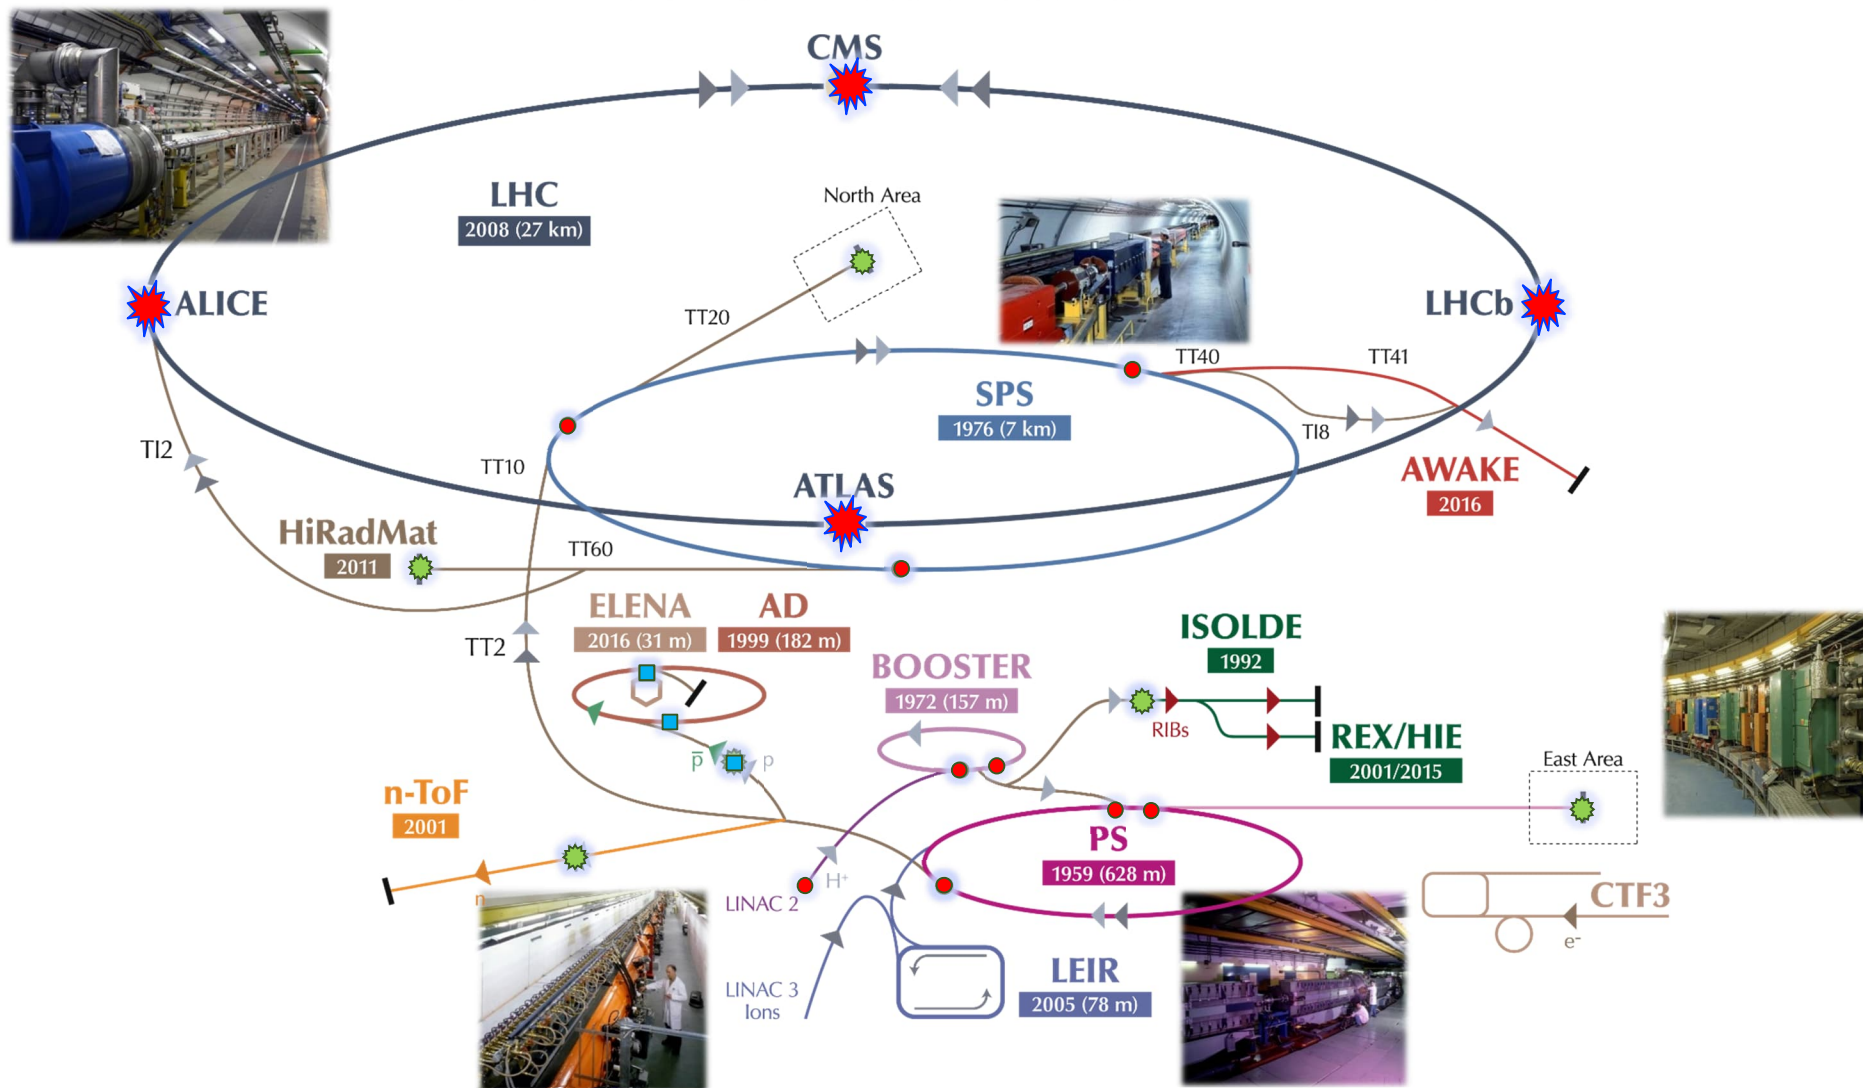 CMS
LHC
2008 (27 km)
North Area
ALICE
LHCb
TT20
TT40
TT41
SPS
1976 (7 km)
TI8
TI2
TT10
ATLAS
AWAKE
2016
HiRadMat
2011
TT60
ELENA
2016 (31 m)
AD
1999 (182 m)
TT2
ISOLDE
1992
BOOSTER
1972 (157 m)
RIBs
REX/HIE
2001/2015
East Area
p̅
p
n-ToF
2001
PS
1959 (628 m)
H+
n
LINAC 2
CTF3
e-
LINAC 3
Ions
LEIR
2005 (78 m)